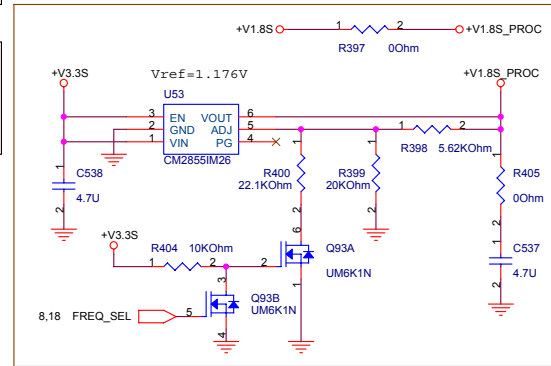 +V1.8S 1 2 +V1.8S_PROC
R397 0Ohm
+V3.3S Vref=1.176V +V1.8S_PROC
U53
3 EN VOUT 6
2 GND ADJ 5
1 VIN PG 4
CM2855IM26
1 2
R398 5.62KOhm
C538
4.7U
1
2
R400
22.1KOhm
1
2
R399
20KOhm
1
2
R405
0Ohm
1
2
+V3.3S
R404 10KOhm
1 2
2
6
1
Q93A
UM6K1N
C537
4.7U
1
2
3
Q93B
UM6K1N
8,18 FREQ_SEL 5
4